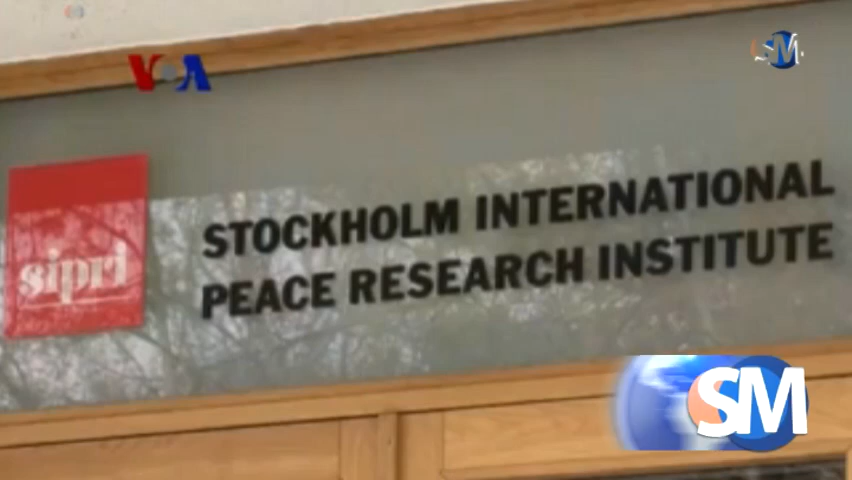 VOA
SM
STOCKHOLM INTERNATIONAL
PEACE RESEARCH INSTITUTE
sipri
SM